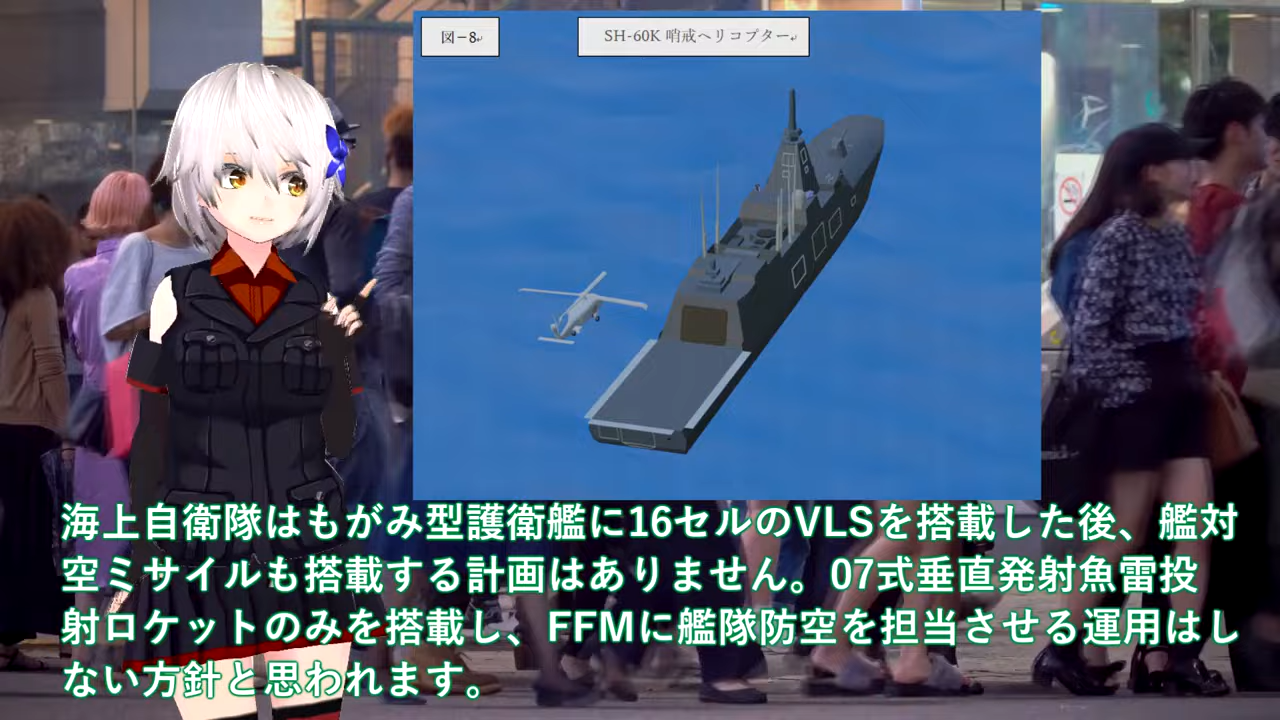 図－8
SH-60K 哨戒ヘリコプター
海上自衛隊はもがみ型護衛艦に16セルのVLSを搭載した後、艦対
空ミサイルも搭載する計画はありません。07式垂直発射魚雷投
射ロケットのみを搭載し、FFMに艦隊防空を担当させる運用はし
ない方針と思われます。